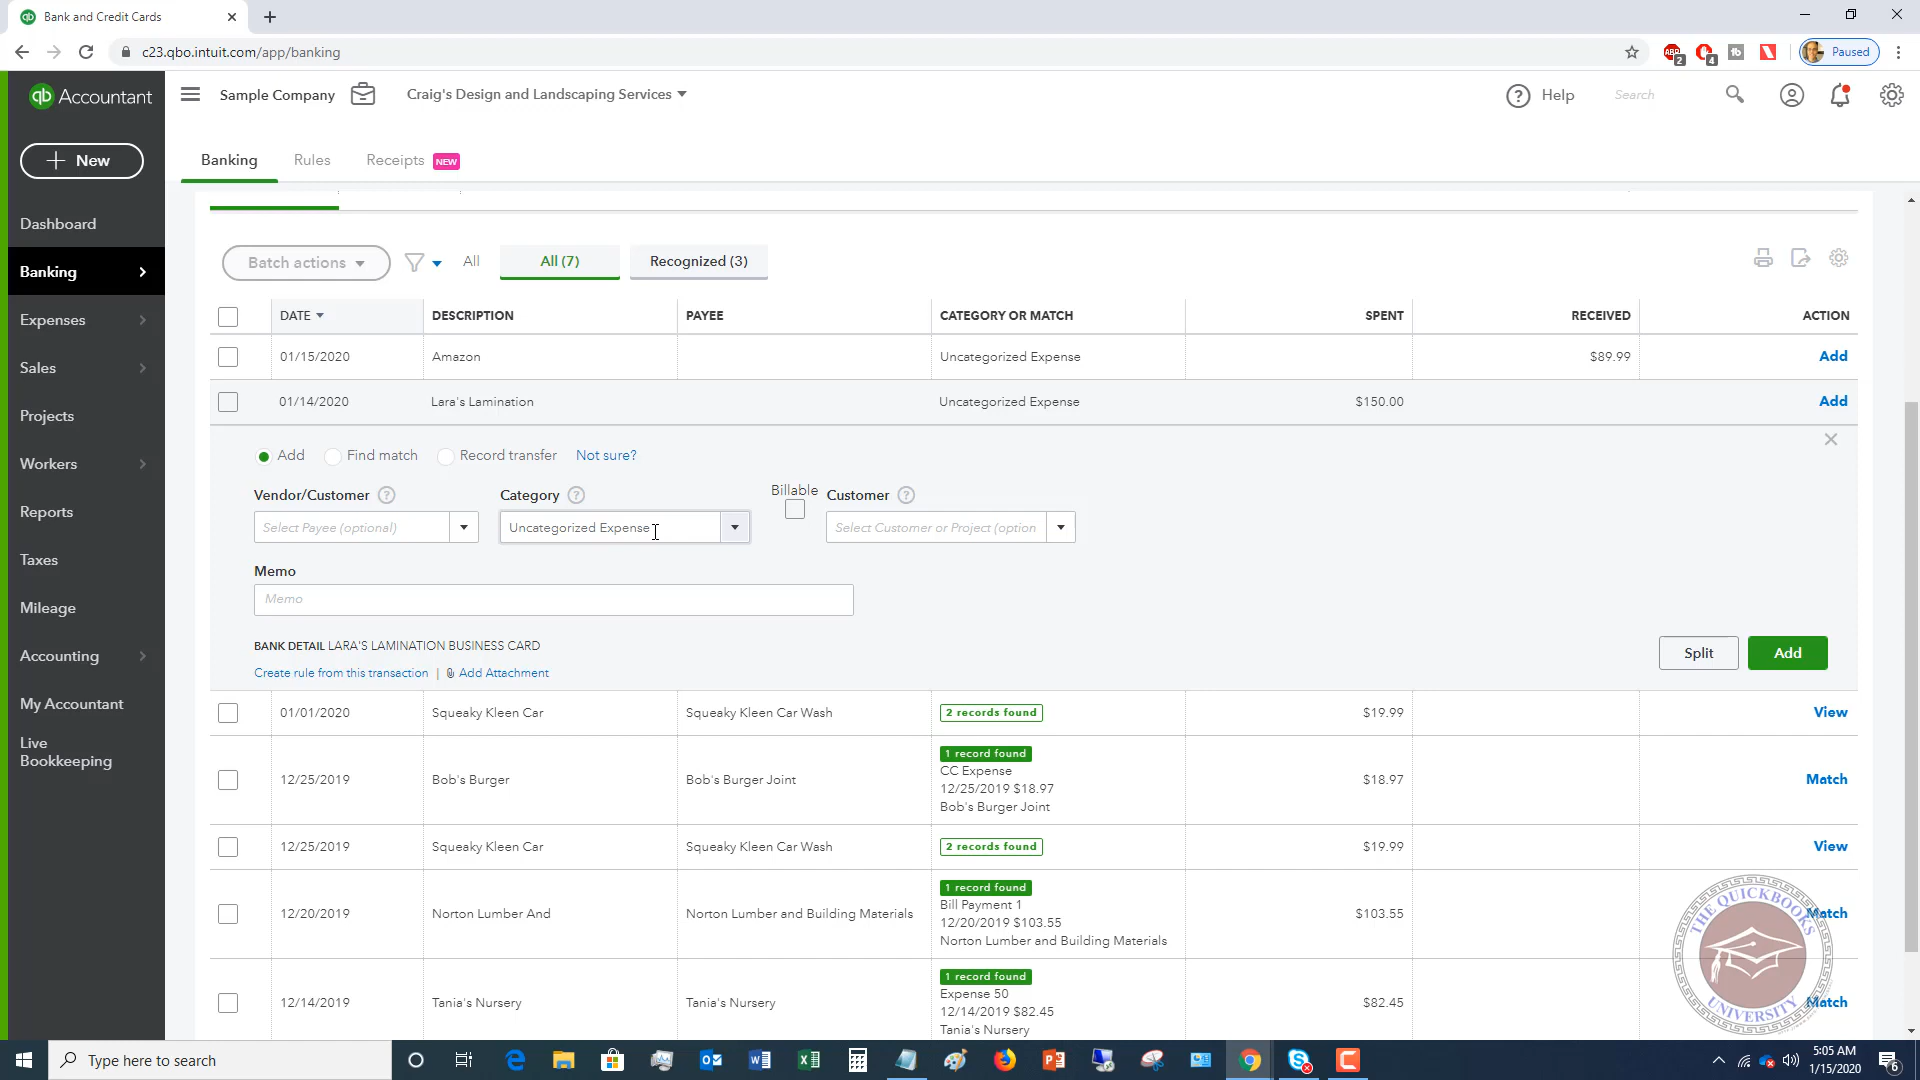 Bank and Credit Cards
c23.qbo.intuit.com/app/banking
ABP 2
4
tb
Paused
qb Accountant
Sample Company
Craig's Design and Landscaping Services
Help
Search
New
Banking
Rules
Receipts NEW
Dashboard
Banking
Expenses
Sales
Projects
Workers
Reports
Taxes
Mileage
Accounting
My Accountant
Live
Bookkeeping
Batch actions
All
All (7)
Recognized (3)
DATE DESCRIPTION PAYEE CATEGORY OR MATCH SPENT RECEIVED ACTION
01/15/2020 Amazon Uncategorized Expense $89.99 Add
01/14/2020 Lara's Lamination Uncategorized Expense $150.00 Add
Add Find match Record transfer Not sure?
Vendor/Customer ? Category ? Billable Customer ?
Select Payee (optional) Uncategorized Expense Select Customer or Project (option
Memo
Memo
BANK DETAIL LARA'S LAMINATION BUSINESS CARD
Split Add
Create rule from this transaction | Add Attachment
01/01/2020 Squeaky Kleen Car Squeaky Kleen Car Wash 2 records found $19.99 View
1 record found
CC Expense
12/25/2019 Bob's Burger Bob's Burger Joint 12/25/2019 $18.97 $18.97 Match
Bob's Burger Joint
12/25/2019 Squeaky Kleen Car Squeaky Kleen Car Wash 2 records found $19.99 View
1 record found
Bill Payment 1
12/20/2019 Norton Lumber And Norton Lumber and Building Materials 12/20/2019 $103.55 $103.55 Match
Norton Lumber and Building Materials
1 record found
Expense 50
12/14/2019 Tania's Nursery Tania's Nursery 12/14/2019 $82.45 $82.45 Match
Tania's Nursery
THE QUICKBOOKS
UNIVERSITY
Type here to search
5:05 AM
1/15/2020
6